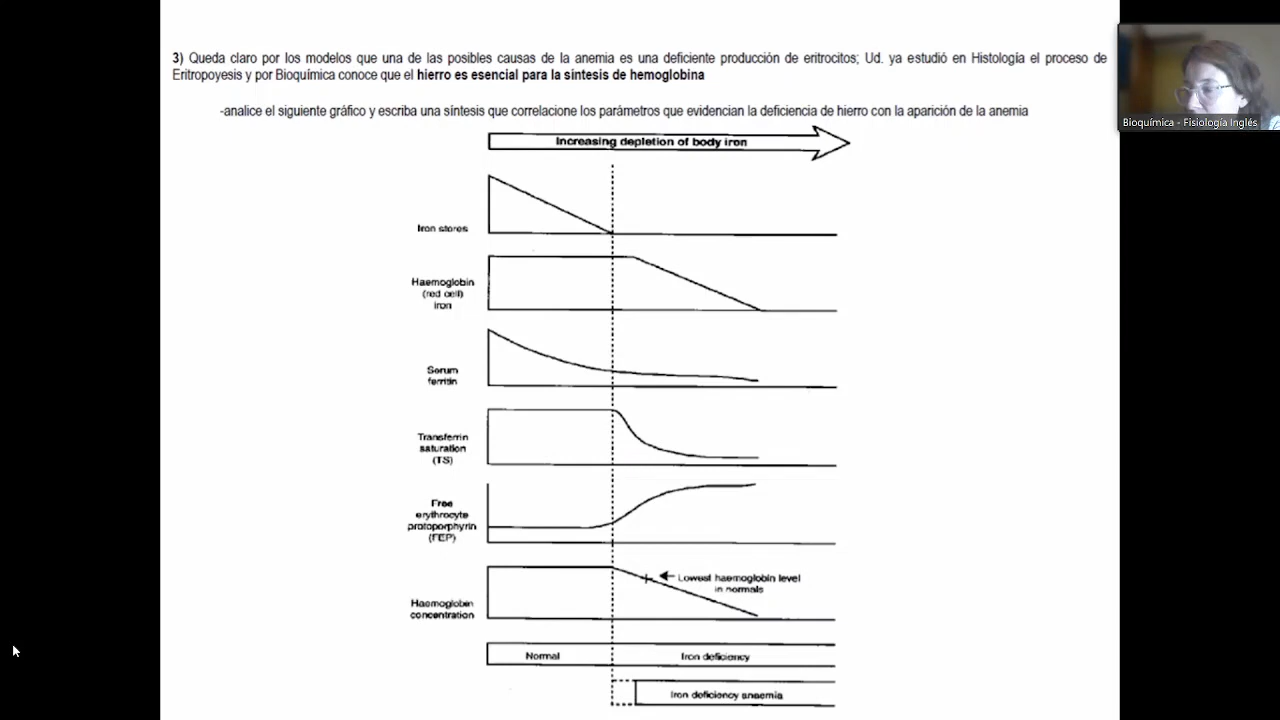 3) Queda claro por los modelos que una de las posibles causas de la anemia es una deficiente producción de eritrocitos; Ud. ya estudió en Histología el proceso de
Eritropoyesis y por Bioquímica conoce que el hierro es esencial para la síntesis de hemoglobina
Bioquímica - Fisiología Inglés
-analice el siguiente gráfico y escriba una síntesis que correlacione los parámetros que evidencian la deficiencia de hierro con la aparición de la anemia
Increasing depletion of body iron
Iron stores
Haemoglobin
(red cell)
iron
Serum
ferritin
Transferrin
saturation
(TS)
Free
erythrocyte
protoporphyrin
(FEP)
Lowest haemoglobin level
in normals
Haemoglobin
concentration
Normal
Iron deficiency
Iron deficiency anaemia